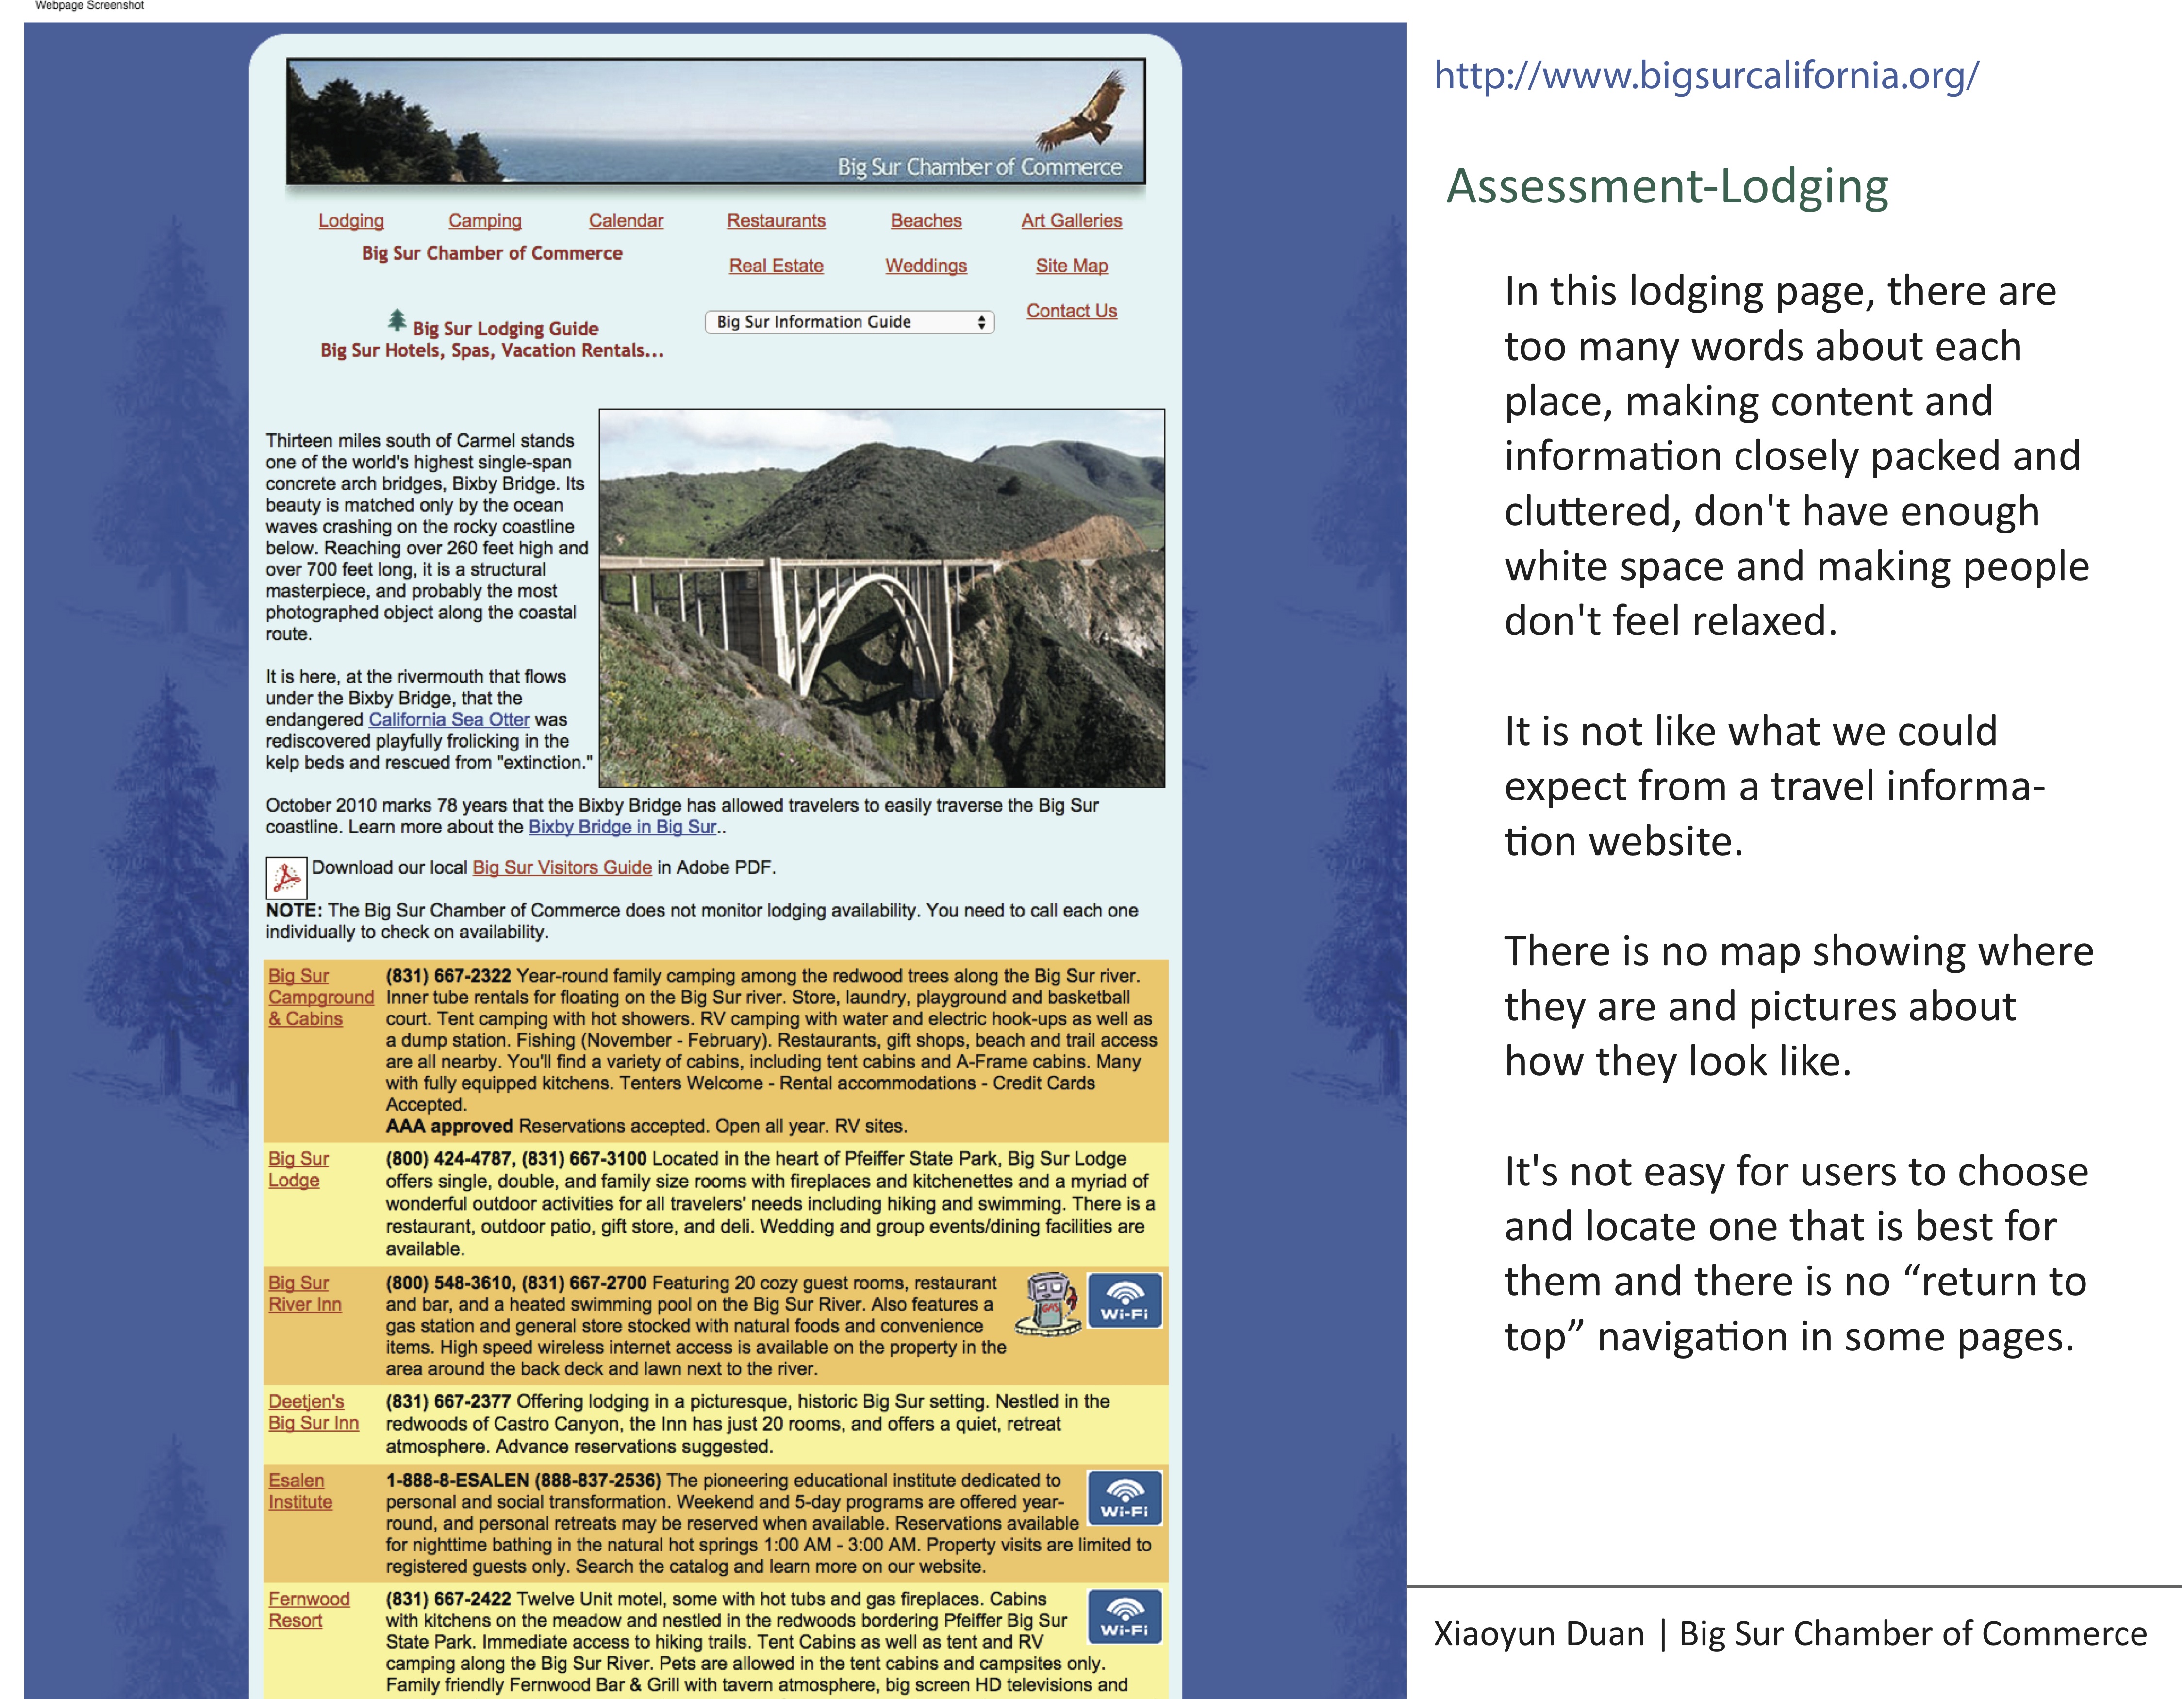 Webpage Screenshot
Big Sur Chamber of Commerce
Lodging Camping Calendar Restaurants Beaches Art Galleries
Big Sur Chamber of Commerce
Real Estate Weddings Site Map
Contact Us
Big Sur Lodging Guide
Big Sur Hotels, Spas, Vacation Rentals...
Big Sur Information Guide
Thirteen miles south of Carmel stands
one of the world's highest single-span
concrete arch bridges, Bixby Bridge. Its
beauty is matched only by the ocean
waves crashing on the rocky coastline
below. Reaching over 260 feet high and
over 700 feet long, it is a structural
masterpiece, and probably the most
photographed object along the coastal
route.
It is here, at the rivermouth that flows
under the Bixby Bridge, that the
endangered California Sea Otter was
rediscovered playfully frolicking in the
kelp beds and rescued from "extinction."
October 2010 marks 78 years that the Bixby Bridge has allowed travelers to easily traverse the Big Sur
coastline. Learn more about the Bixby Bridge in Big Sur..
Download our local Big Sur Visitors Guide in Adobe PDF.
NOTE: The Big Sur Chamber of Commerce does not monitor lodging availability. You need to call each one
individually to check on availability.
Big Sur
Campground
& Cabins
(831) 667-2322 Year-round family camping among the redwood trees along the Big Sur river.
Inner tube rentals for floating on the Big Sur river. Store, laundry, playground and basketball
court. Tent camping with hot showers. RV camping with water and electric hook-ups as well as
a dump station. Fishing (November - February). Restaurants, gift shops, beach and trail access
are all nearby. You'll find a variety of cabins, including tent cabins and A-Frame cabins. Many
with fully equipped kitchens. Tenters Welcome - Rental accommodations - Credit Cards
Accepted.
AAA approved Reservations accepted. Open all year. RV sites.
Big Sur
Lodge
(800) 424-4787, (831) 667-3100 Located in the heart of Pfeiffer State Park, Big Sur Lodge
offers single, double, and family size rooms with fireplaces and kitchenettes and a myriad of
wonderful outdoor activities for all travelers' needs including hiking and swimming. There is a
restaurant, outdoor patio, gift store, and deli. Wedding and group events/dining facilities are
available.
Big Sur
River Inn
(800) 548-3610, (831) 667-2700 Featuring 20 cozy guest rooms, restaurant
and bar, and a heated swimming pool on the Big Sur River. Also features a
gas station and general store stocked with natural foods and convenience
items. High speed wireless internet access is available on the property in the
area around the back deck and lawn next to the river.
GAS
Wi-Fi
Deetjen's
Big Sur Inn
(831) 667-2377 Offering lodging in a picturesque, historic Big Sur setting. Nestled in the
redwoods of Castro Canyon, the Inn has just 20 rooms, and offers a quiet, retreat
atmosphere. Advance reservations suggested.
Esalen
Institute
1-888-8-ESALEN (888-837-2536) The pioneering educational institute dedicated to
personal and social transformation. Weekend and 5-day programs are offered year-
round, and personal retreats may be reserved when available. Reservations available
for nighttime bathing in the natural hot springs 1:00 AM - 3:00 AM. Property visits are limited to
registered guests only. Search the catalog and learn more on our website.
Wi-Fi
Fernwood
Resort
(831) 667-2422 Twelve Unit motel, some with hot tubs and gas fireplaces. Cabins
with kitchens on the meadow and nestled in the redwoods bordering Pfeiffer Big Sur
State Park. Immediate access to hiking trails. Tent Cabins as well as tent and RV
camping along the Big Sur River. Pets are allowed in the tent cabins and campsites only.
Family friendly Fernwood Bar & Grill with tavern atmosphere, big screen HD televisions and
Wi-Fi
http://www.bigsurcalifornia.org/
Assessment-Lodging
In this lodging page, there are
too many words about each
place, making content and
information closely packed and
cluttered, don't have enough
white space and making people
don't feel relaxed.
It is not like what we could
expect from a travel informa-
tion website.
There is no map showing where
they are and pictures about
how they look like.
It's not easy for users to choose
and locate one that is best for
them and there is no “return to
top” navigation in some pages.
Xiaoyun Duan | Big Sur Chamber of Commerce